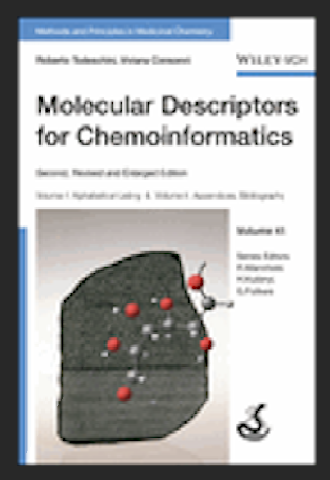 Methods and Principles in Medicinal Chemistry
Roberto Todeschini, Viviana Consonni
WILEY-VCH
Molecular Descriptors
for Chemoinformatics
Second, Revised and Enlarged Edition
Volume I: Alphabetical Listing & Volume II: Appendices, Bibliography
Volume 41
Series Editors:
R. Mannhold,
H. Kubinyi,
G. Folkers